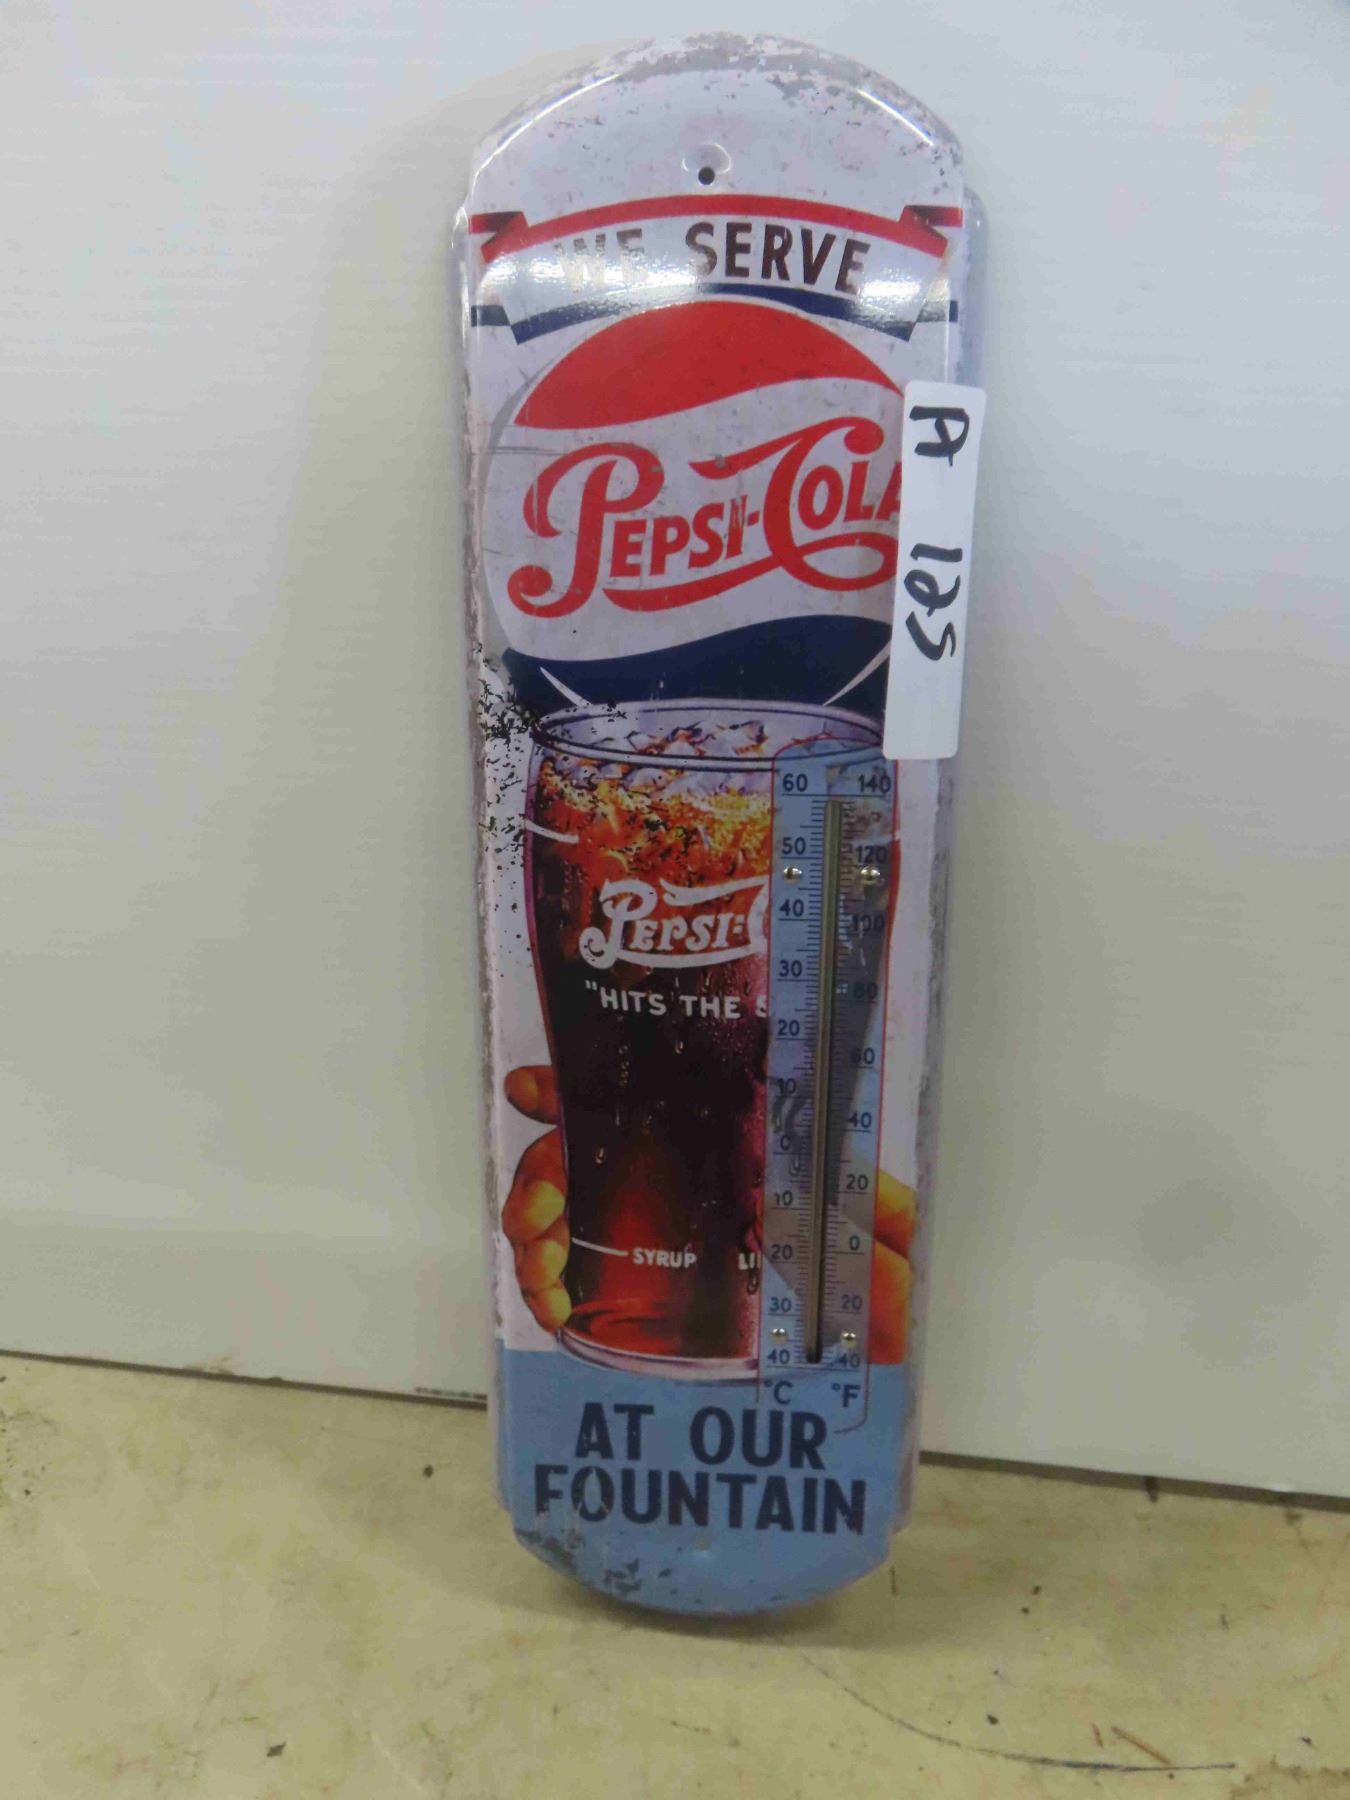 WE SERVE
PEPSI-COLA
A 125
60 140
50 120
40 100
30 80
20 60
10 40
0 20
10 0
20 20
30 40
40
°C °F
PEPSI-C
"HITS THE S
SYRUP LI
AT OUR
FOUNTAIN